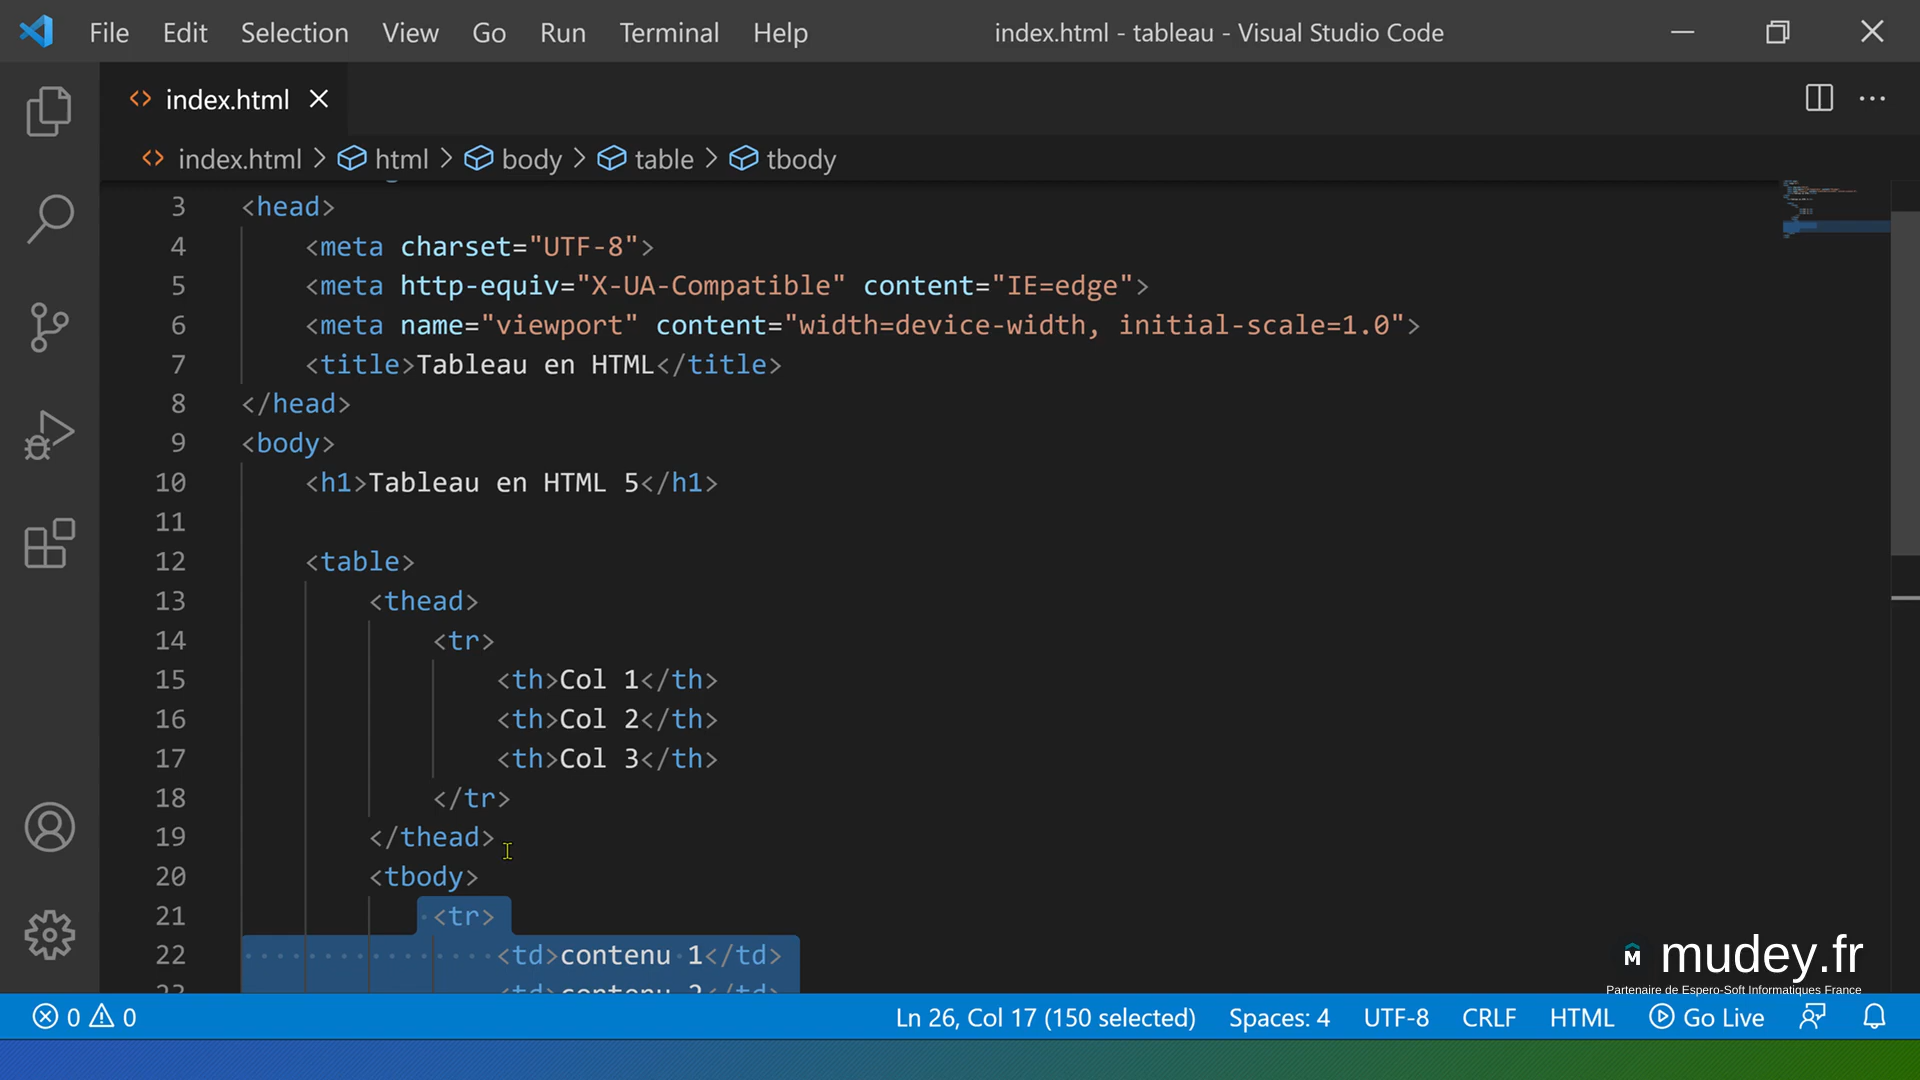 File Edit Selection View Go Run Terminal Help index.html - tableau - Visual Studio Code
index.html
index.html > html > body > table > tbody
3 <head>
4 <meta charset="UTF-8">
5 <meta http-equiv="X-UA-Compatible" content="IE=edge">
6 <meta name="viewport" content="width=device-width, initial-scale=1.0">
7 <title>Tableau en HTML</title>
8 </head>
9 <body>
10 <h1>Tableau en HTML 5</h1>
11
12 <table>
13 <thead>
14 <tr>
15 <th>Col 1</th>
16 <th>Col 2</th>
17 <th>Col 3</th>
18 </tr>
19 </thead>
20 <tbody>
21 <tr>
22 <td>contenu 1</td>
23 <td>contenu 2</td>
M mudey.fr
Partenaire de Espero-Soft Informatiques France
0 0 Ln 26, Col 17 (150 selected) Spaces: 4 UTF-8 CRLF HTML Go Live